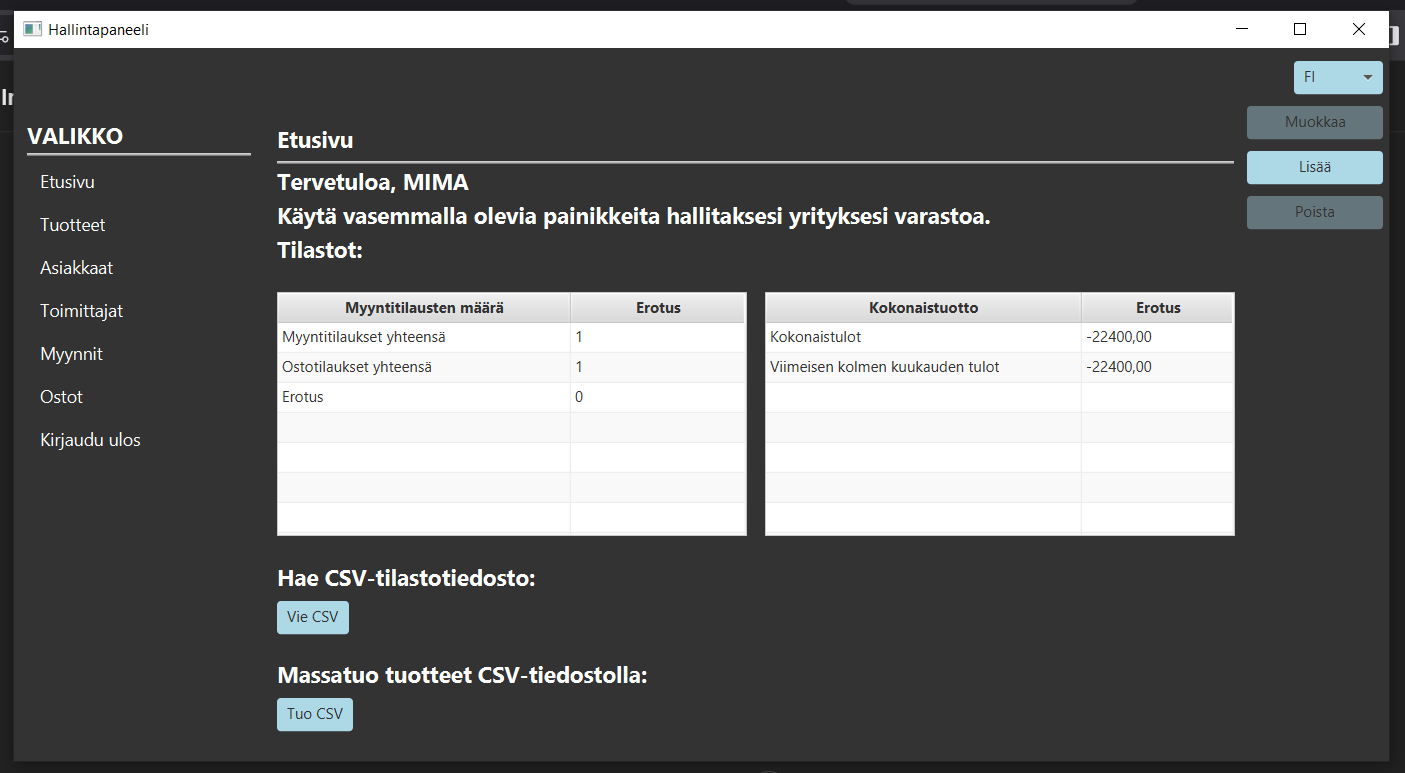 Hallintapaneeli
FI
Muokkaa
Lisää
Poista
VALIKKO
Etusivu
Tuotteet
Asiakkaat
Toimittajat
Myynnit
Ostot
Kirjaudu ulos
Etusivu
Tervetuloa, MIMA
Käytä vasemmalla olevia painikkeita hallitaksesi yrityksesi varastoa.
Tilastot:
Myyntitilausten määrä Erotus
Myyntitilaukset yhteensä 1
Ostotilaukset yhteensä 1
Erotus 0
Kokonaistuotto Erotus
Kokonaistulot -22400,00
Viimeisen kolmen kuukauden tulot -22400,00
Hae CSV-tilastotiedosto:
Vie CSV
Massatuo tuotteet CSV-tiedostolla:
Tuo CSV